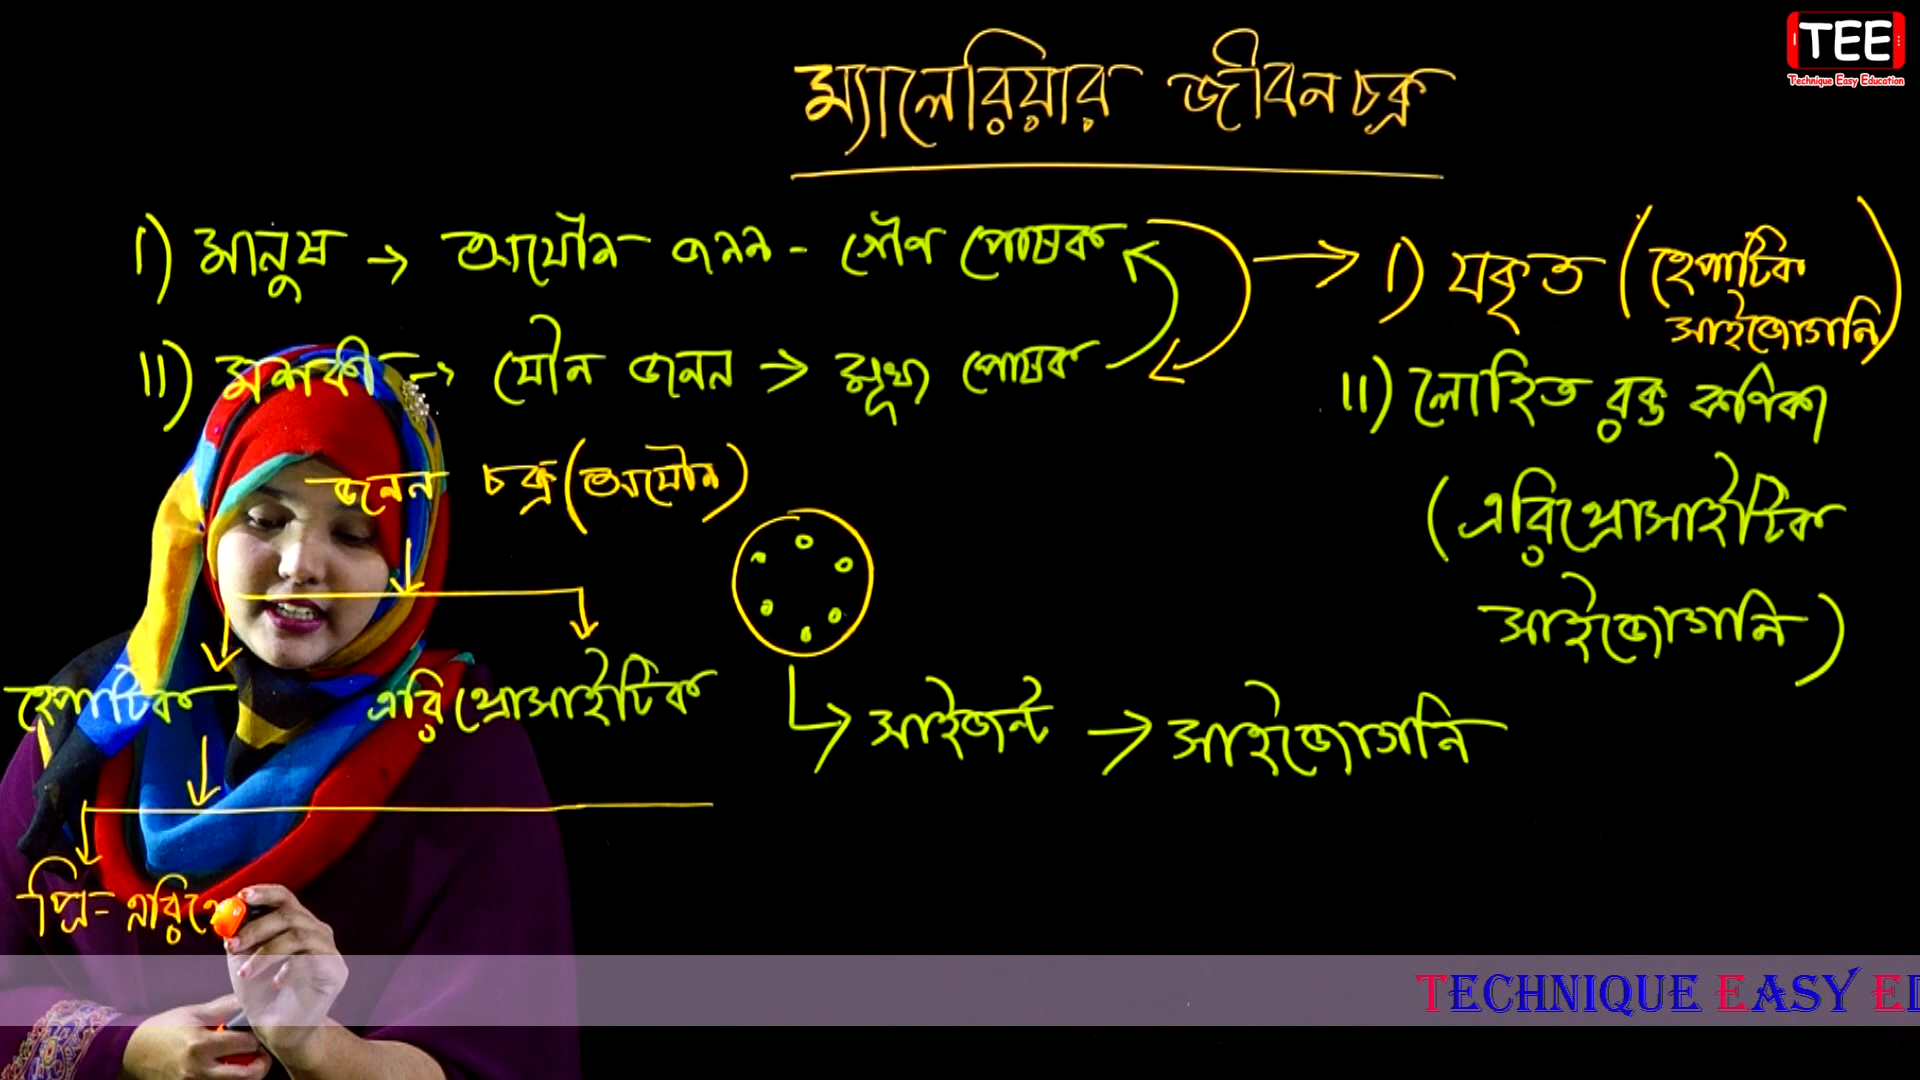 TEE
Technique Easy Education
ম্যালেরিয়ার জীবন চক্র
I) মানুষ → অযৌন জনন - গৌণ পোষক
→ I) যকৃত (হেপাটিক সাইজোগনি)
II) মশকী → যৌন জনন → মূখ্য পোষক
II) লোহিত রক্ত কণিকা
(এরিথ্রোসাইটিক
সাইজোগনি)
জনন চক্র (অযৌন)
হেপাটিক এরিথ্রোসাইটিক
→ সাইজন্ট → সাইজোগনি
প্রি-এরিথ্রো
TECHNIQUE EASY ED